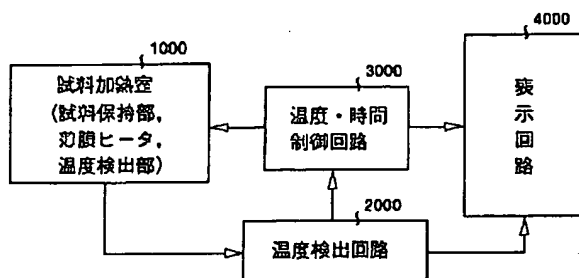 1000
試料加熱室
(試料保持部,
薄膜ヒータ,
温度検出部)
3000
温度・時間
制御回路
4000
表示回路
2000
温度検出回路